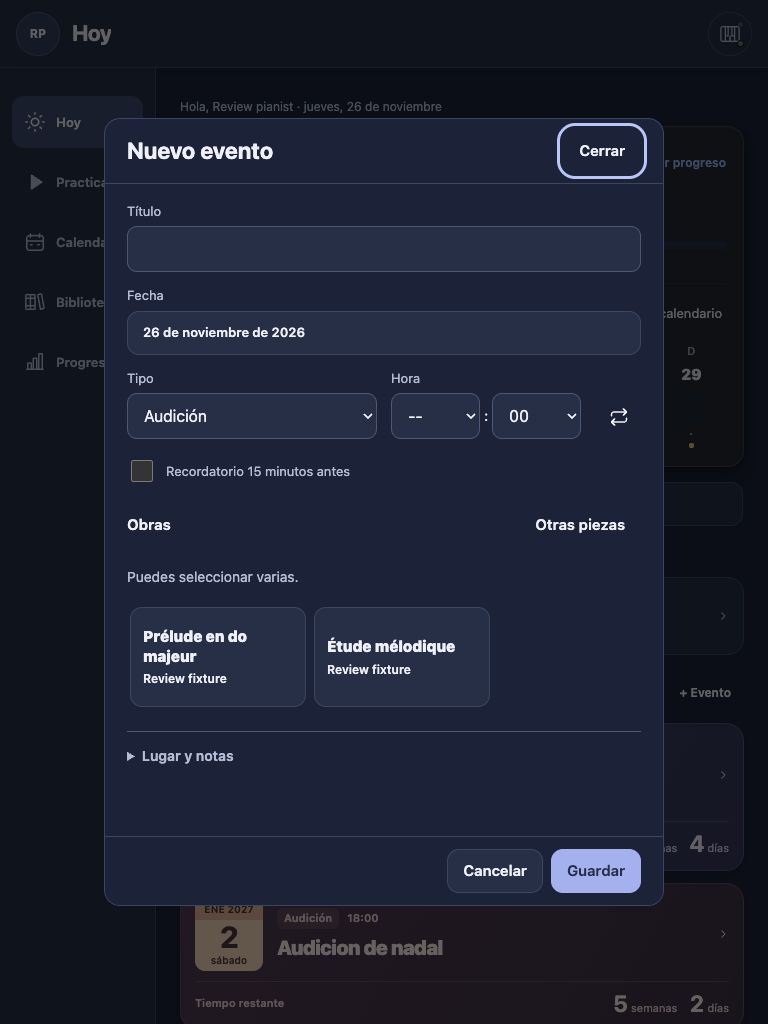 RP
Hoy
Hola, Review pianist · jueves, 26 de noviembre
Hoy
Practica
Calenda
Bibliote
Progres
r progreso
calendario
D
29
Nuevo evento
Cerrar
Título
Fecha
26 de noviembre de 2026
Tipo
Hora
Audición
--
:
00
Recordatorio 15 minutos antes
Obras
Otras piezas
Puedes seleccionar varias.
Prélude en do
majeur
Review fixture
Étude mélodique
Review fixture
Lugar y notas
Cancelar
Guardar
+ Evento
nas 4 días
ENE 2027
2
sábado
Audición
18:00
Audicion de nadal
Tiempo restante
5 semanas 2 días